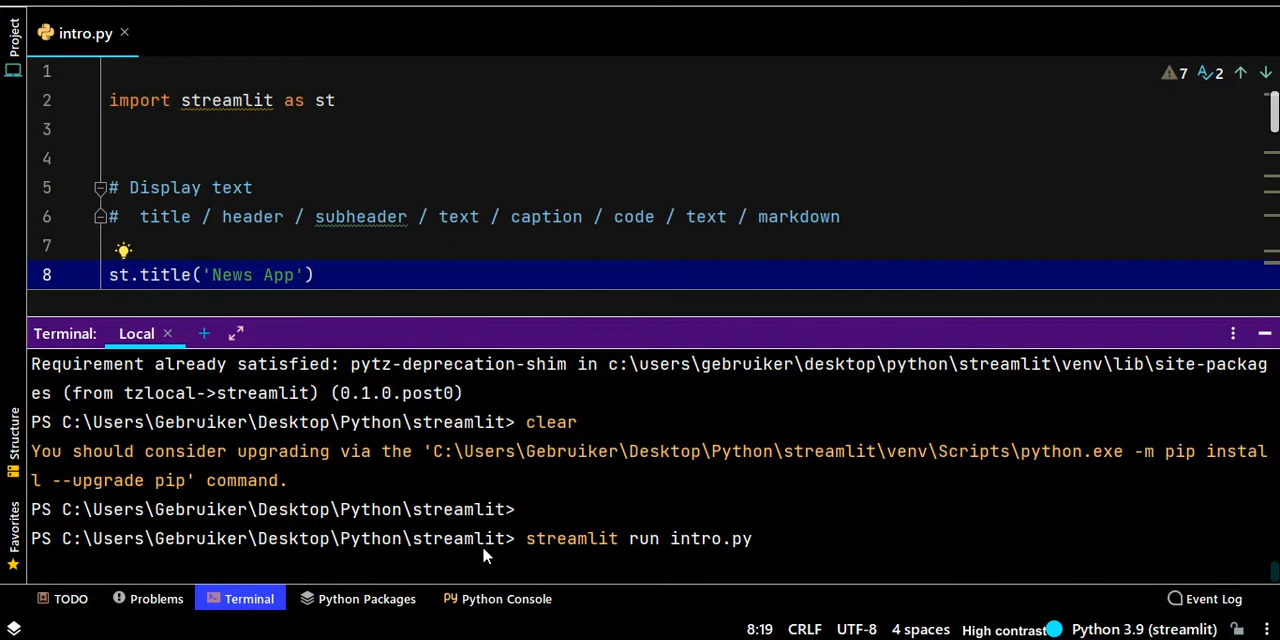 Project
intro.py
7 2
1
2 import streamlit as st
3
4
5 # Display text
6 # title / header / subheader / text / caption / code / text / markdown
7
8 st.title('News App')
Terminal: Local +
Requirement already satisfied: pytz-deprecation-shim in c:\users\gebruiker\desktop\python\streamlit\venv\lib\site-packag
es (from tzlocal->streamlit) (0.1.0.post0)
PS C:\Users\Gebruiker\Desktop\Python\streamlit> clear
You should consider upgrading via the 'C:\Users\Gebruiker\Desktop\Python\streamlit\venv\Scripts\python.exe -m pip instal
l --upgrade pip' command.
PS C:\Users\Gebruiker\Desktop\Python\streamlit>
PS C:\Users\Gebruiker\Desktop\Python\streamlit> streamlit run intro.py
Structure
Favorites
TODO Problems Terminal Python Packages Python Console Event Log
8:19 CRLF UTF-8 4 spaces High contrast Python 3.9 (streamlit)